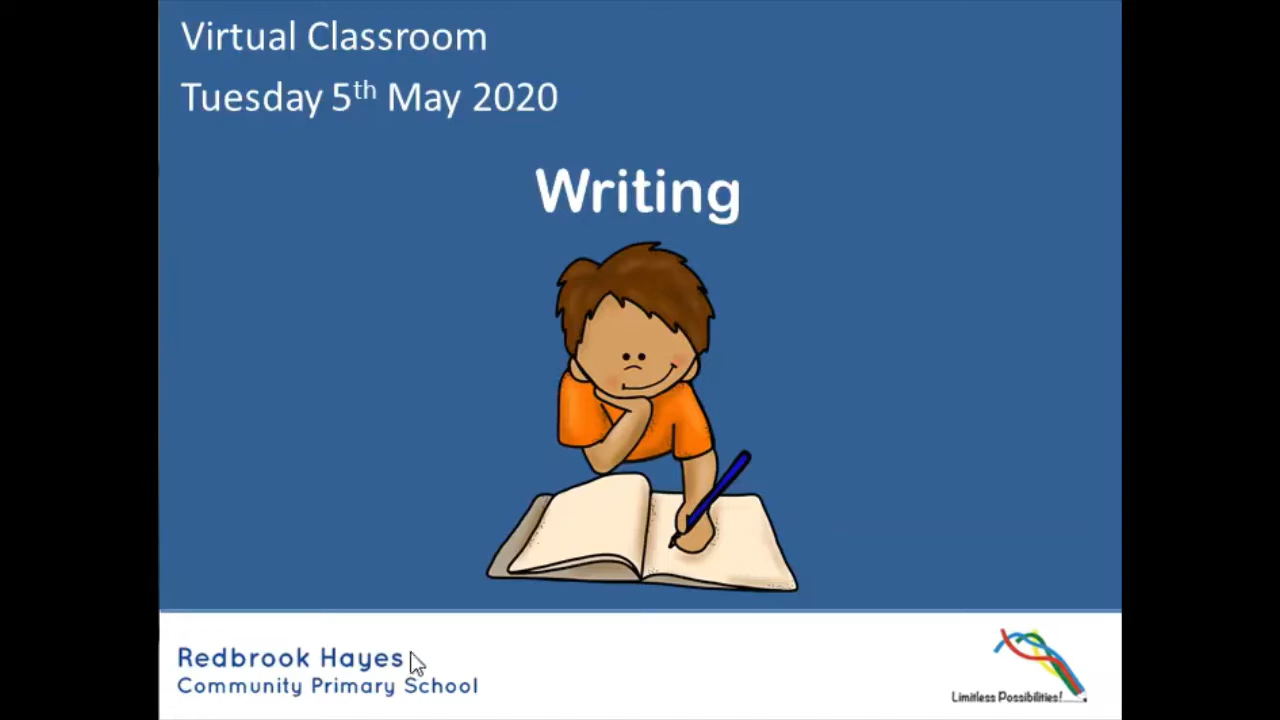 Virtual Classroom
Tuesday 5th May 2020
Writing
Redbrook Hayes
Community Primary School
Limitless Possibilities!